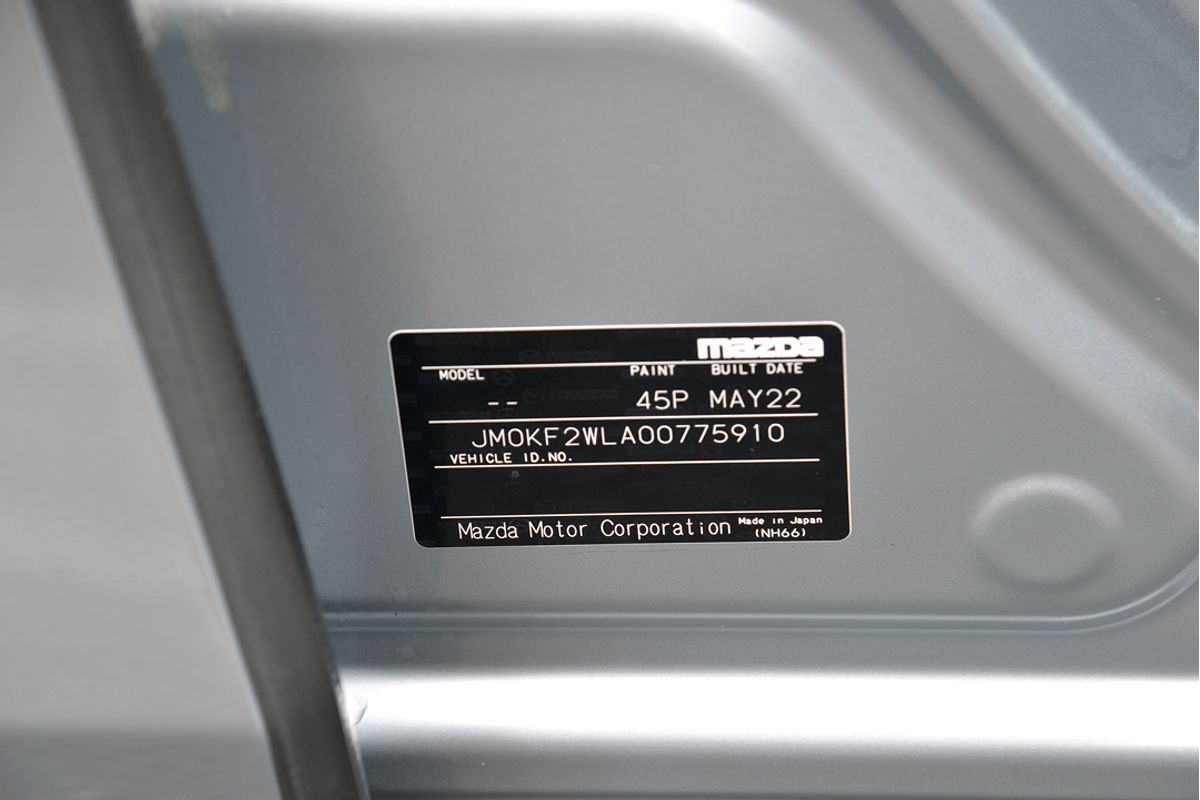 mazda
MODEL PAINT BUILT DATE
-- 45P MAY22
JM0KF2WLA00775910
VEHICLE ID.NO.
Mazda Motor Corporation Made in Japan
(NH66)